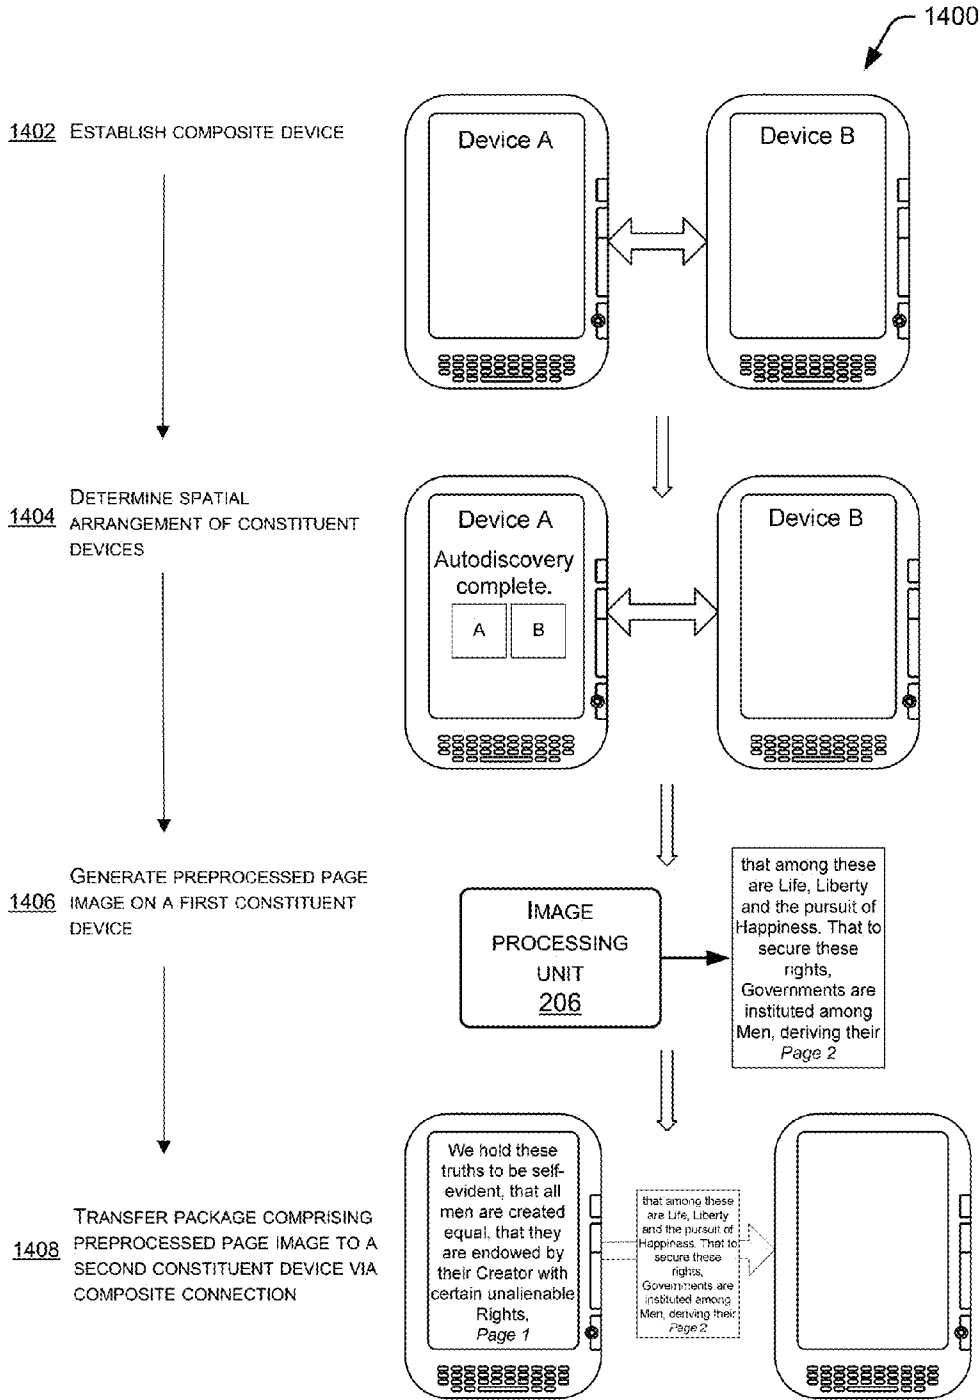 1400
1402 ESTABLISH COMPOSITE DEVICE
Device A
Device B
1404
DETERMINE SPATIAL
ARRANGEMENT OF CONSTITUENT
DEVICES
Device A
Autodiscovery
complete.
A
B
Device B
1406
GENERATE PREPROCESSED PAGE
IMAGE ON A FIRST CONSTITUENT
DEVICE
IMAGE
PROCESSING
UNIT
206
that among these
are Life, Liberty
and the pursuit of
Happiness. That to
secure these
rights,
Governments are
instituted among
Men, deriving their
Page 2
1408
TRANSFER PACKAGE COMPRISING
PREPROCESSED PAGE IMAGE TO A
SECOND CONSTITUENT DEVICE VIA
COMPOSITE CONNECTION
We hold these
truths to be self-
evident, that all
men are created
equal, that they
are endowed by
their Creator with
certain unalienable
Rights,
Page 1
that among these
are Life, Liberty
and the pursuit of
Happiness. That to
secure these
rights,
Governments are
instituted among
Men, deriving their
Page 2